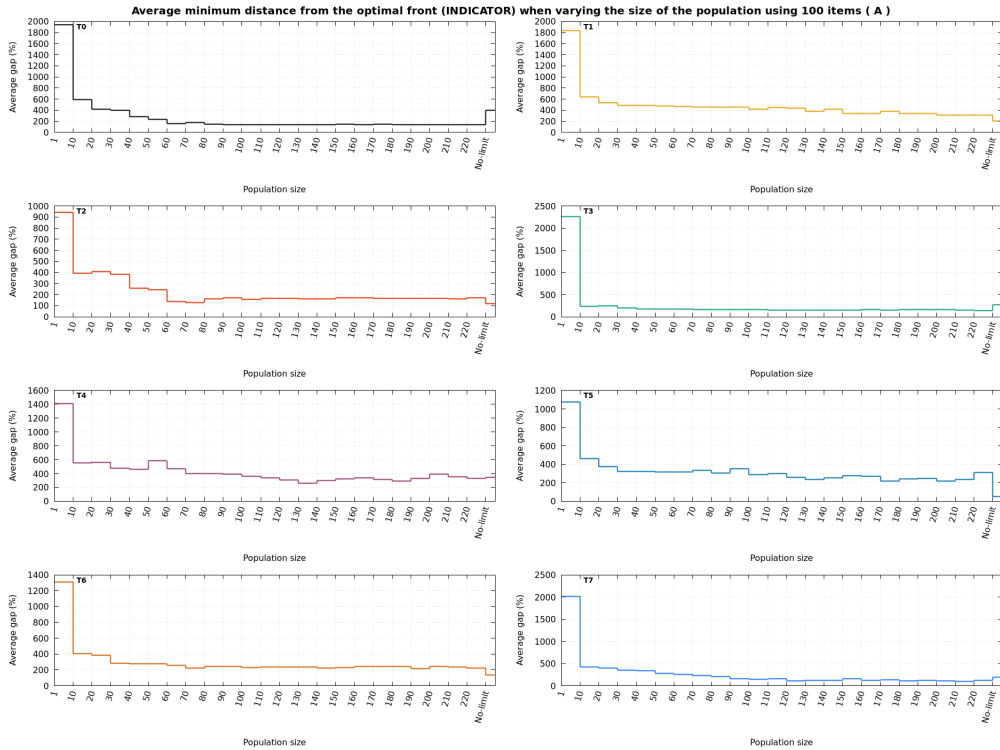 Average minimum distance from the optimal front (INDICATOR) when varying the size of the population using 100 items ( A )
T0
Average gap (%)
2000
1800
1600
1400
1200
1000
800
600
400
200
0
1 10 20 30 40 50 60 70 80 90 100 110 120 130 140 150 160 170 180 190 200 210 220 No-limit
Population size
T1
Average gap (%)
2000
1800
1600
1400
1200
1000
800
600
400
200
0
1 10 20 30 40 50 60 70 80 90 100 110 120 130 140 150 160 170 180 190 200 210 220 No-limit
Population size
T2
Average gap (%)
1000
900
800
700
600
500
400
300
200
100
0
1 10 20 30 40 50 60 70 80 90 100 110 120 130 140 150 160 170 180 190 200 210 220 No-limit
Population size
T3
Average gap (%)
2500
2000
1500
1000
500
0
1 10 20 30 40 50 60 70 80 90 100 110 120 130 140 150 160 170 180 190 200 210 220 No-limit
Population size
T4
Average gap (%)
1600
1400
1200
1000
800
600
400
200
0
1 10 20 30 40 50 60 70 80 90 100 110 120 130 140 150 160 170 180 190 200 210 220 No-limit
Population size
T5
Average gap (%)
1200
1000
800
600
400
200
0
1 10 20 30 40 50 60 70 80 90 100 110 120 130 140 150 160 170 180 190 200 210 220 No-limit
Population size
T6
Average gap (%)
1400
1200
1000
800
600
400
200
0
1 10 20 30 40 50 60 70 80 90 100 110 120 130 140 150 160 170 180 190 200 210 220 No-limit
Population size
T7
Average gap (%)
2500
2000
1500
1000
500
0
1 10 20 30 40 50 60 70 80 90 100 110 120 130 140 150 160 170 180 190 200 210 220 No-limit
Population size